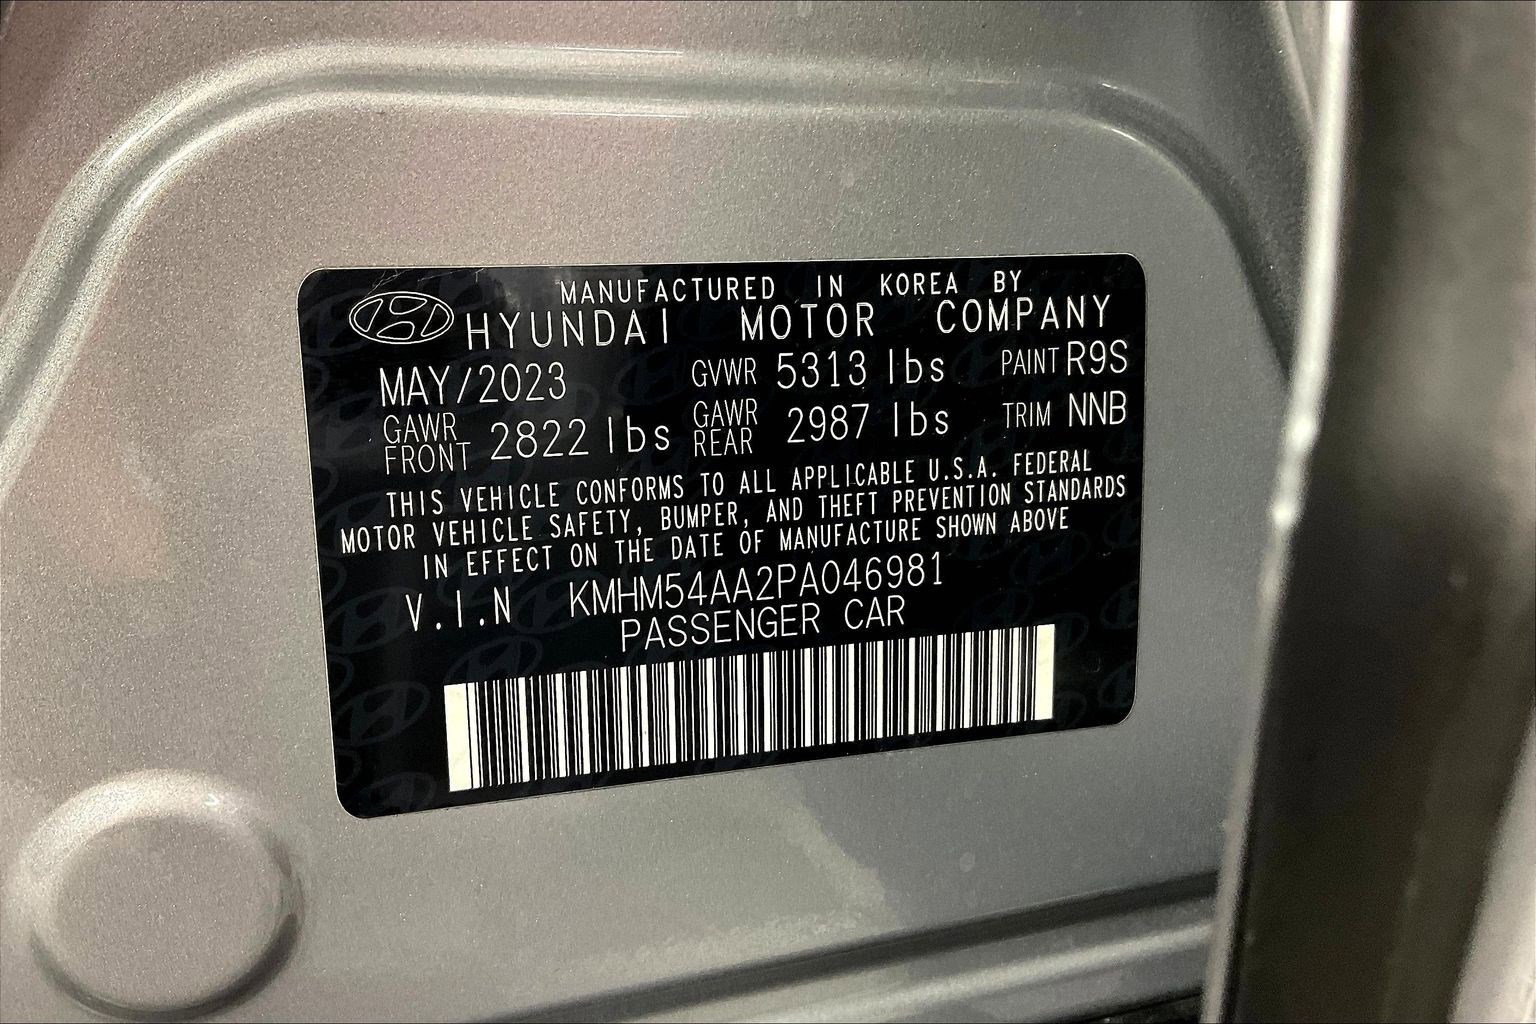 MANUFACTURED IN KOREA BY
HYUNDAI MOTOR COMPANY
MAY/2023 GVWR 5313 lbs PAINT R9S
GAWR FRONT 2822 lbs GAWR REAR 2987 lbs TRIM NNB
THIS VEHICLE CONFORMS TO ALL APPLICABLE U.S.A. FEDERAL
MOTOR VEHICLE SAFETY, BUMPER, AND THEFT PREVENTION STANDARDS
IN EFFECT ON THE DATE OF MANUFACTURE SHOWN ABOVE
V.I.N KMHM54AA2PA046981
PASSENGER CAR